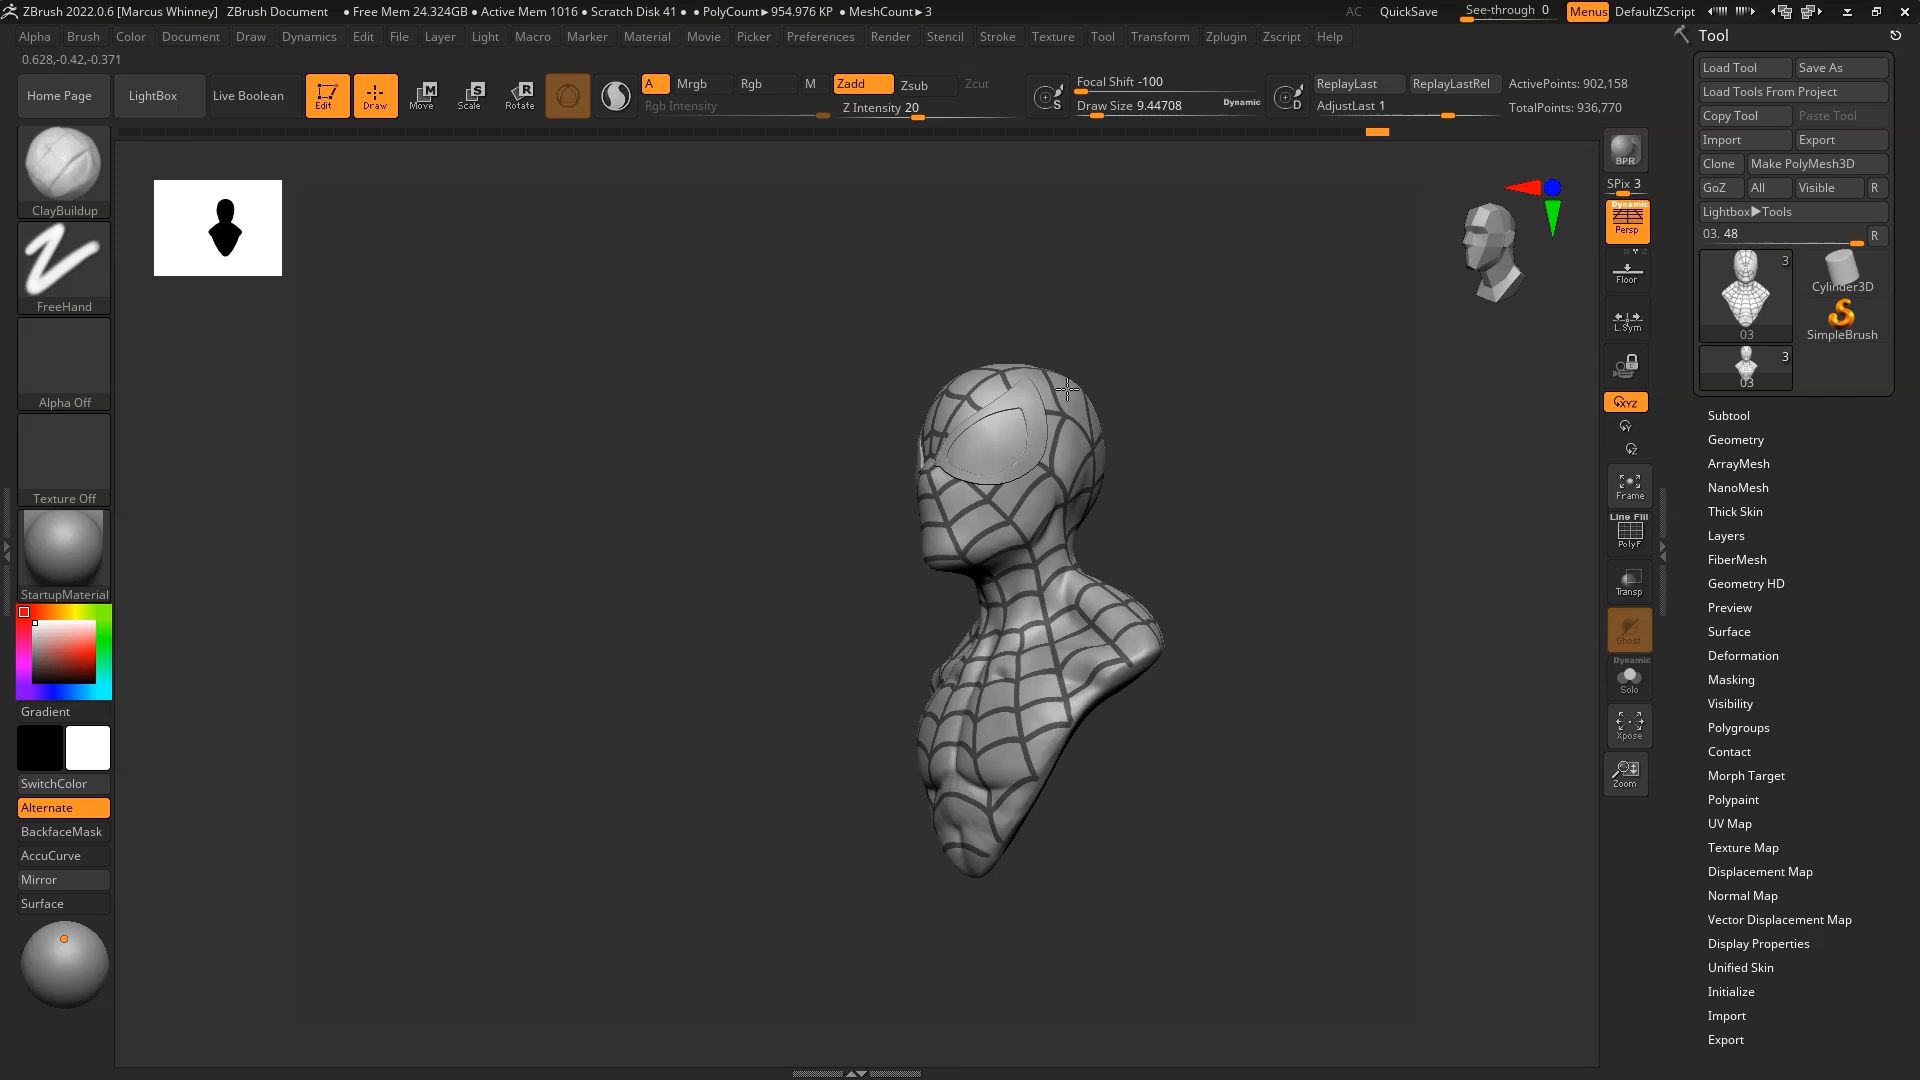 ZBrush 2022.0.6 [Marcus Whinney] ZBrush Document ● Free Mem 24.324GB ● Active Mem 1016 ● Scratch Disk 41 ● ● PolyCount► 954.976 KP ● MeshCount► 3 AC QuickSave See-through 0 Menus DefaultZScript
Alpha Brush Color Document Draw Dynamics Edit File Layer Light Macro Marker Material Movie Picker Preferences Render Stencil Stroke Texture Tool Transform Zplugin Zscript Help Tool
0.628,-0.42,-0.371
Home Page LightBox Live Boolean Edit Draw Move Scale Rotate
A Mrgb Rgb M Zadd Zsub Zcut
Rgb Intensity Z Intensity 20
S Focal Shift -100
Draw Size 9.44708 Dynamic
D ReplayLast ReplayLastRel ActivePoints: 902,158
AdjustLast 1 TotalPoints: 936,770
ClayBuildup
FreeHand
Alpha Off
Texture Off
StartupMaterial
Gradient
SwitchColor
Alternate
BackfaceMask
AccuCurve
Mirror
Surface
BPR
SPix 3
Dynamic
Persp
Floor
L.Sym
XYZ
Y
Z
Frame
Line Fill
PolyF
Transp
Ghost
Dynamic
Solo
Xpose
Zoom
Load Tool Save As
Load Tools From Project
Copy Tool Paste Tool
Import Export
Clone Make PolyMesh3D
GoZ All Visible R
Lightbox►Tools
03. 48 R
3 Cylinder3D
03 SimpleBrush
3
03
Subtool
Geometry
ArrayMesh
NanoMesh
Thick Skin
Layers
FiberMesh
Geometry HD
Preview
Surface
Deformation
Masking
Visibility
Polygroups
Contact
Morph Target
Polypaint
UV Map
Texture Map
Displacement Map
Normal Map
Vector Displacement Map
Display Properties
Unified Skin
Initialize
Import
Export